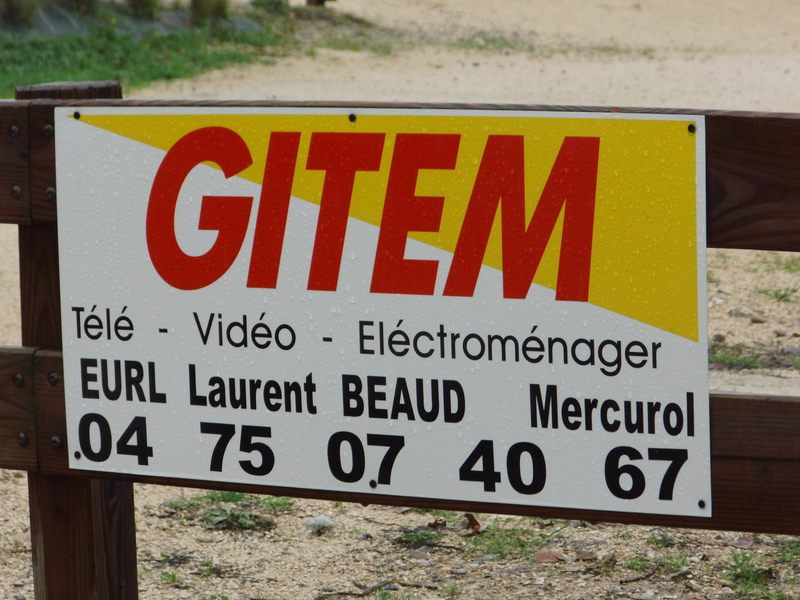 GITEM
Télé - Vidéo - Eléctroménager
EURL Laurent BEAUD Mercurol
04 75 07 40 67